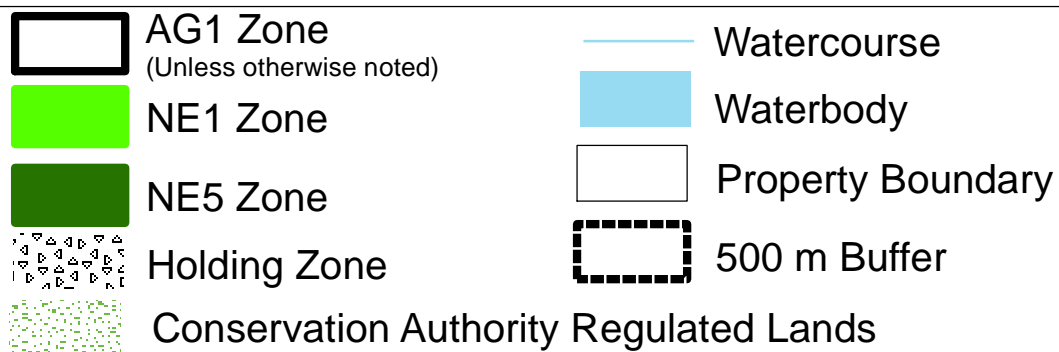 AG1 Zone
(Unless otherwise noted)
NE1 Zone
NE5 Zone
Holding Zone
Conservation Authority Regulated Lands
Watercourse
Waterbody
Property Boundary
500 m Buffer